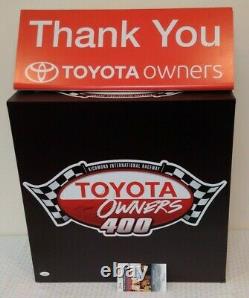 Thank You
TOYOTA owners
RICHMOND INTERNATIONAL RACEWAY
TOYOTA
OWNERS
400